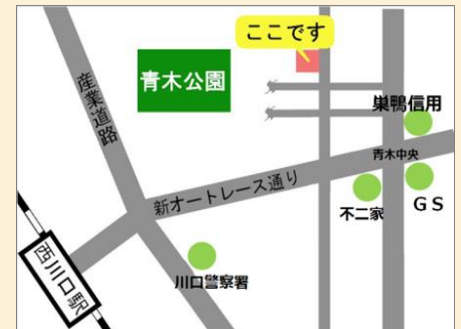 ここです
青木公園
産業道路
巣鴨信用
青木中央
新オートレース通り
不二家
ＧＳ
川口警察署
西川口駅